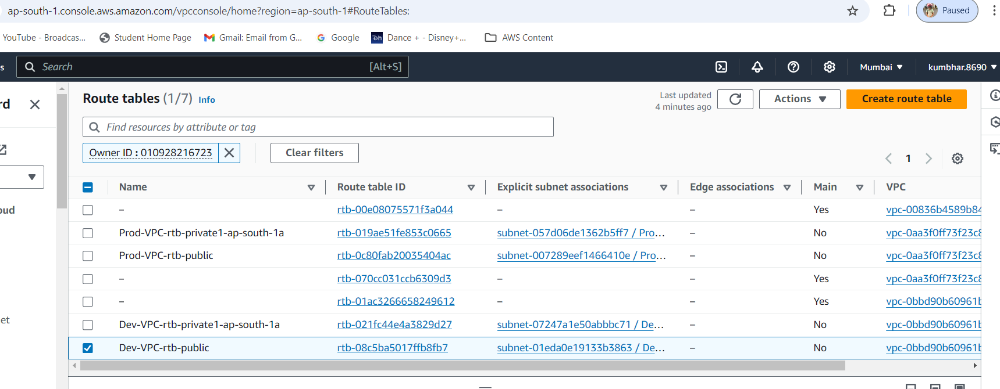 ap-south-1.console.aws.amazon.com/vpcconsole/home?region=ap-south-1#RouteTables:
Paused
YouTube - Broadcas... Student Home Page Gmail: Email from G... Google Dance + - Disney+... AWS Content
s Search [Alt+S] Mumbai kumbhar.8690
rd
Route tables (1/7) Info
Last updated
4 minutes ago
Actions Create route table
Find resources by attribute or tag
Owner ID : 010928216723 Clear filters
1
oud
et
Name Route table ID Explicit subnet associations Edge associations Main VPC
– rtb-00e08075571f3a044 – – Yes vpc-00836b4589b84
Prod-VPC-rtb-private1-ap-south-1a rtb-019ae51fe853c0665 subnet-057d06de1362b5ff7 / Pro... – No vpc-0aa3f0ff73f23c8
Prod-VPC-rtb-public rtb-0c80fab20035404ac subnet-007289eef1466410e / Pro... – No vpc-0aa3f0ff73f23c8
– rtb-070cc031ccb6309d3 – – Yes vpc-0aa3f0ff73f23c8
– rtb-01ac3266658249612 – – Yes vpc-0bbd90b60961b
Dev-VPC-rtb-private1-ap-south-1a rtb-021fc44e4a3829d27 subnet-07247a1e50abbbc71 / De... – No vpc-0bbd90b60961b
Dev-VPC-rtb-public rtb-08c5ba5017ffb8fb7 subnet-01eda0e19133b3863 / De... – No vpc-0bbd90b60961b